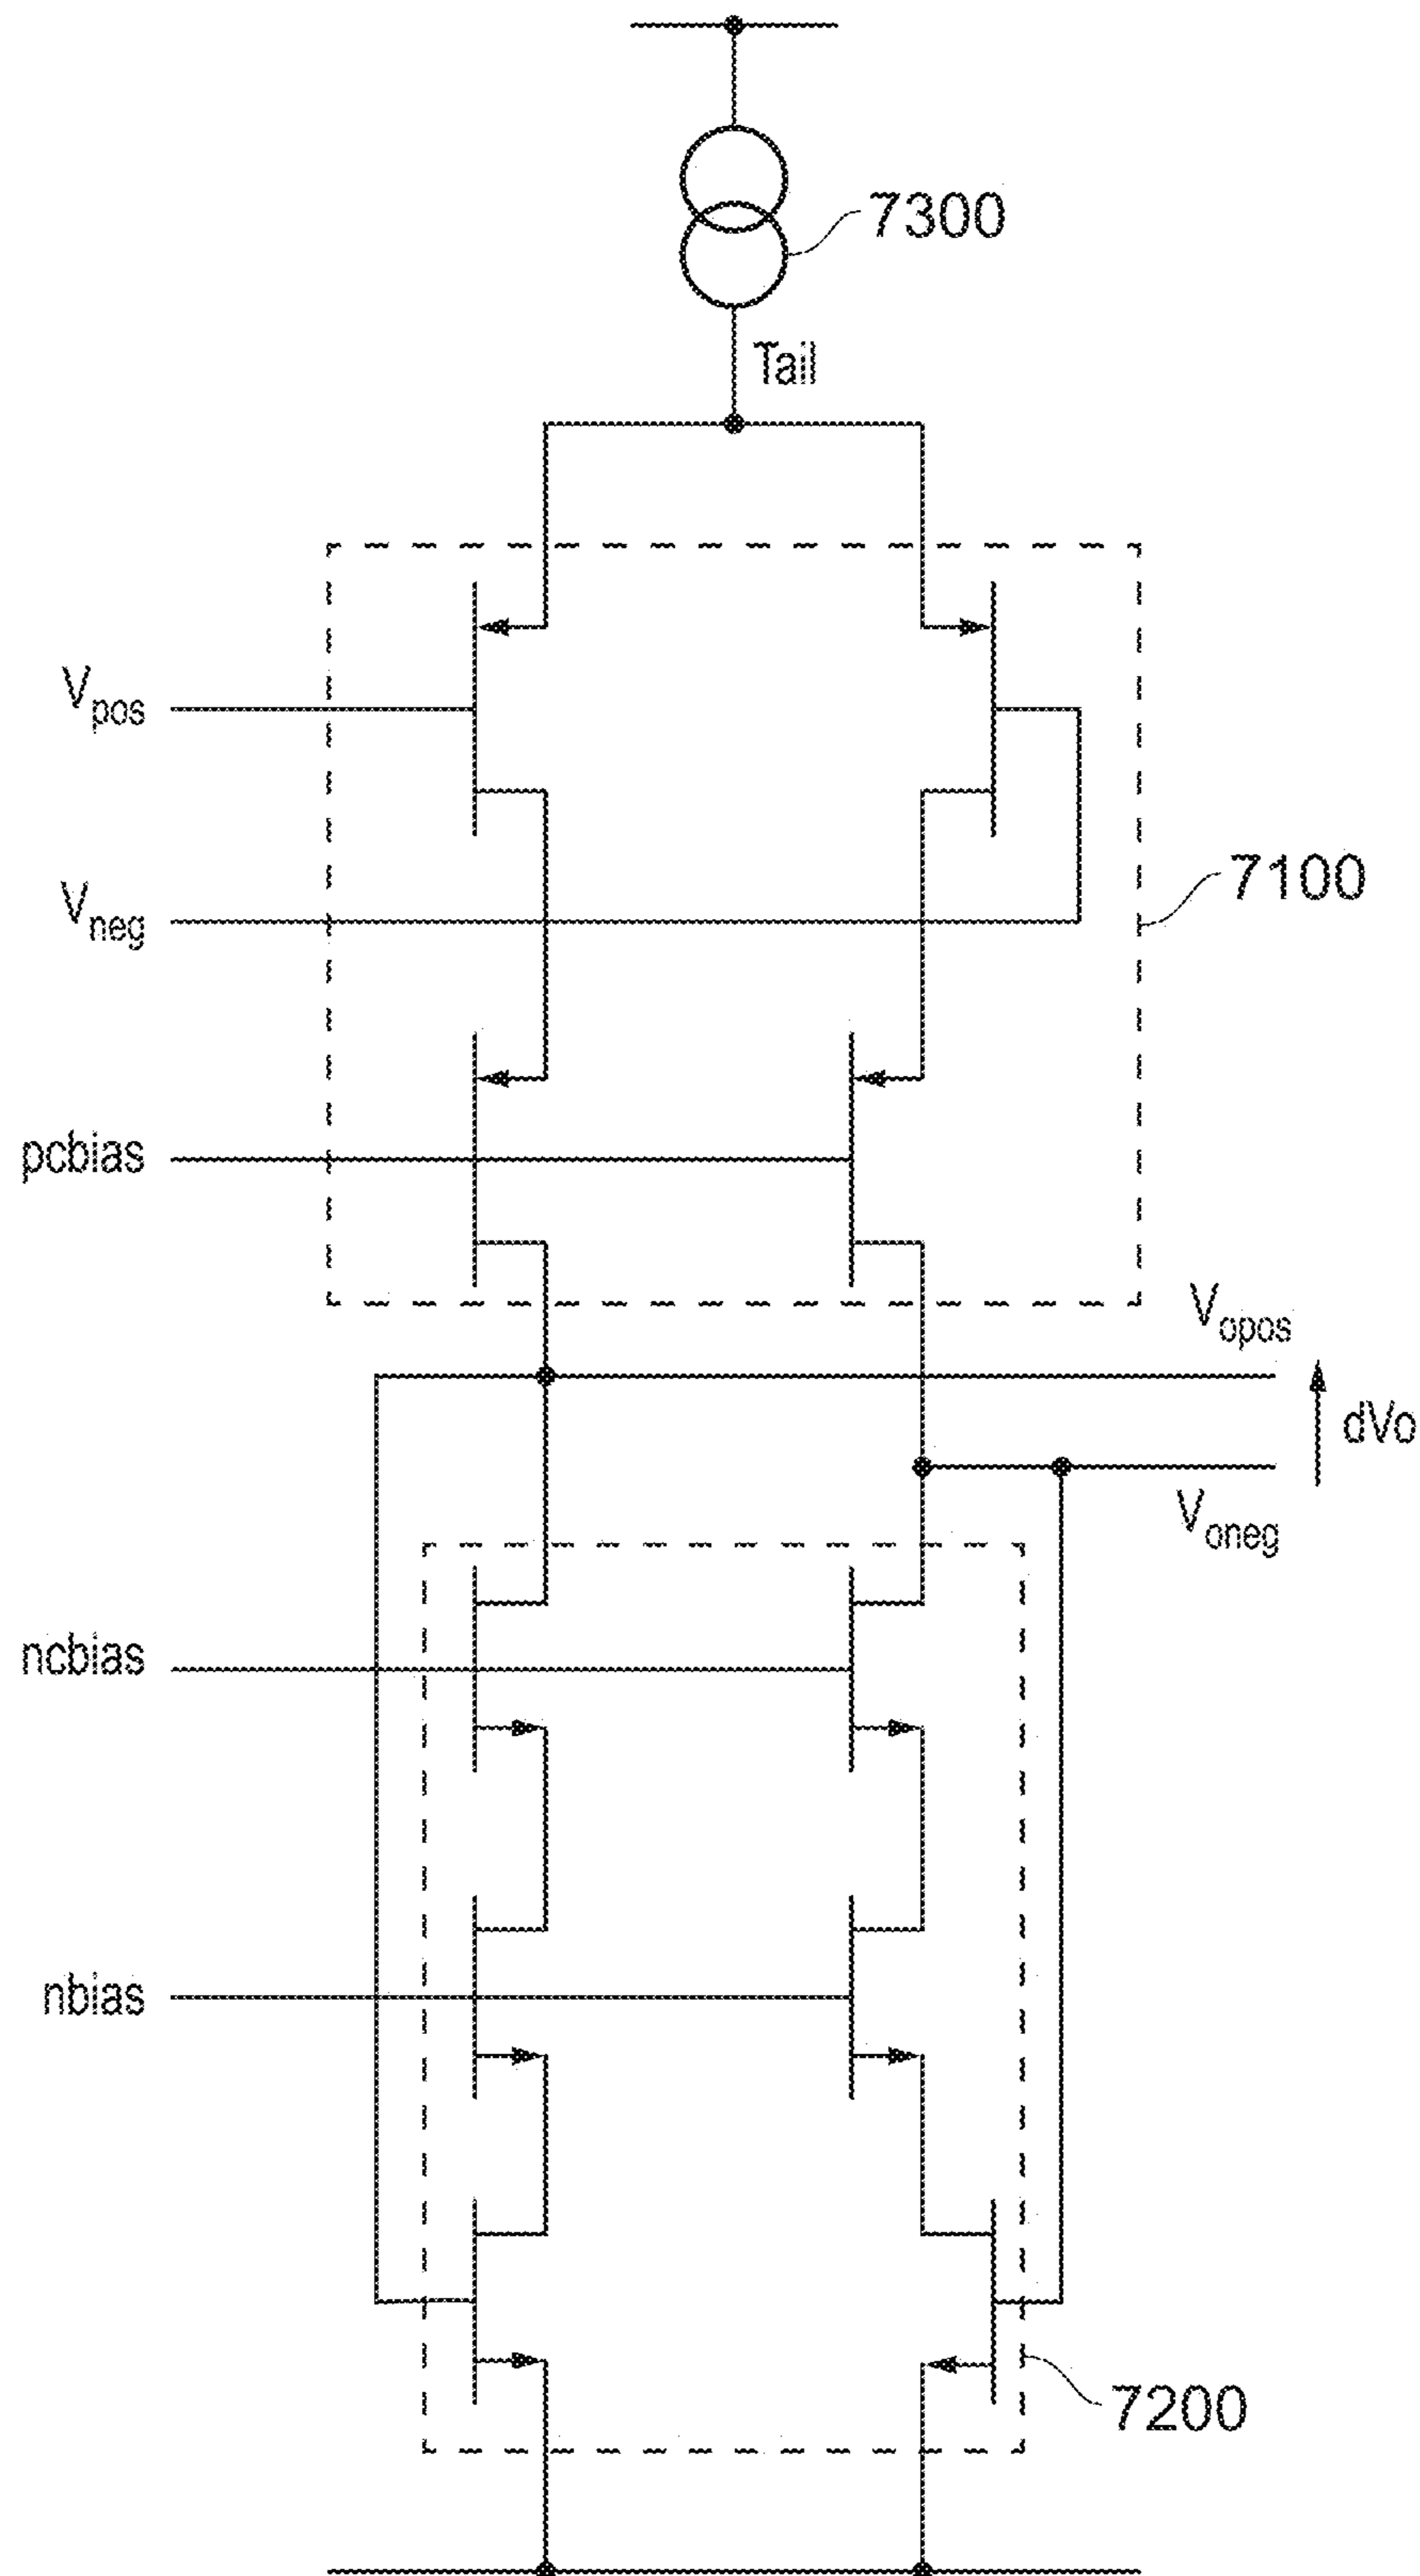 7300
Tail
Vpos
7100
Vneg
pcbias
Vopos
dVo
Voneg
ncbias
nbias
7200